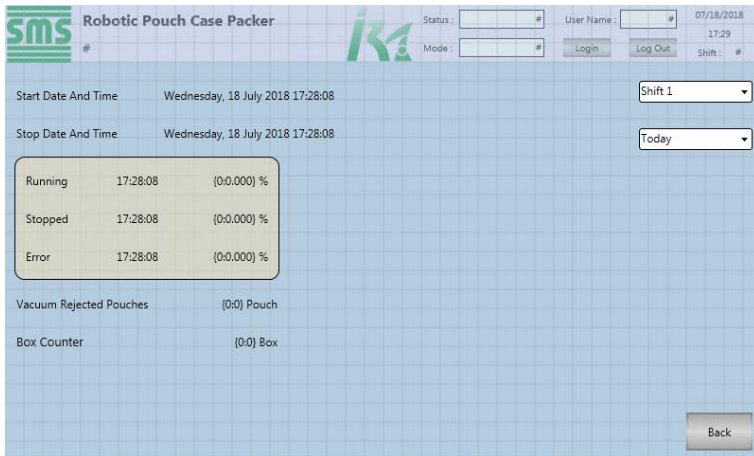 sms Robotic Pouch Case Packer Status : # User Name : # 07/18/2018
17:29
# Mode : # Login Log Out Shift : #
Start Date And Time Wednesday, 18 July 2018 17:28:08 Shift 1
Stop Date And Time Wednesday, 18 July 2018 17:28:08 Today
Running 17:28:08 {0:0.000} %
Stopped 17:28:08 {0:0.000} %
Error 17:28:08 {0:0.000} %
Vacuum Rejected Pouches {0:0} Pouch
Box Counter {0:0} Box
Back